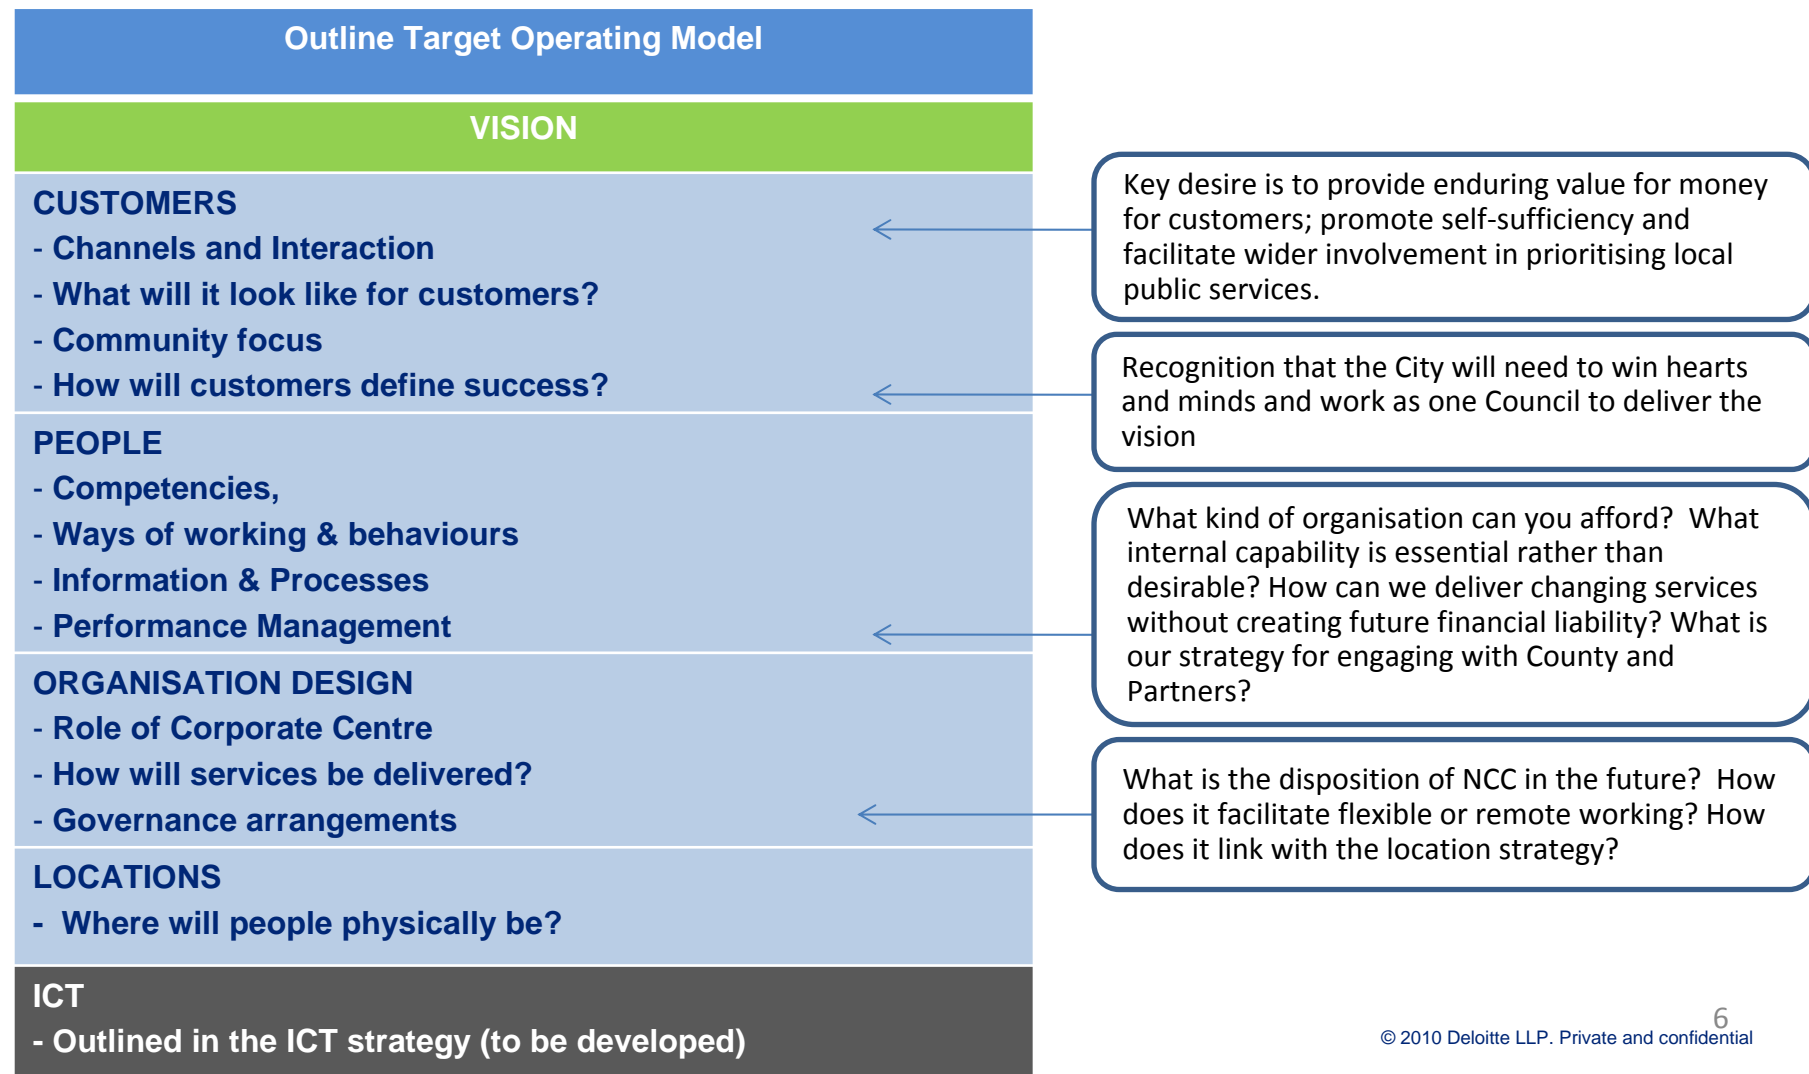 Outline Target Operating Model
VISION
CUSTOMERS
- Channels and Interaction
- What will it look like for customers?
- Community focus
- How will customers define success?
PEOPLE
- Competencies,
- Ways of working & behaviours
- Information & Processes
- Performance Management
ORGANISATION DESIGN
- Role of Corporate Centre
- How will services be delivered?
- Governance arrangements
LOCATIONS
- Where will people physically be?
ICT
- Outlined in the ICT strategy (to be developed)
Key desire is to provide enduring value for money
for customers; promote self-sufficiency and
facilitate wider involvement in prioritising local
public services.
Recognition that the City will need to win hearts
and minds and work as one Council to deliver the
vision
What kind of organisation can you afford?  What
internal capability is essential rather than
desirable? How can we deliver changing services
without creating future financial liability? What is
our strategy for engaging with County and
Partners?
What is the disposition of NCC in the future?  How
does it facilitate flexible or remote working? How
does it link with the location strategy?
6
© 2010 Deloitte LLP. Private and confidential